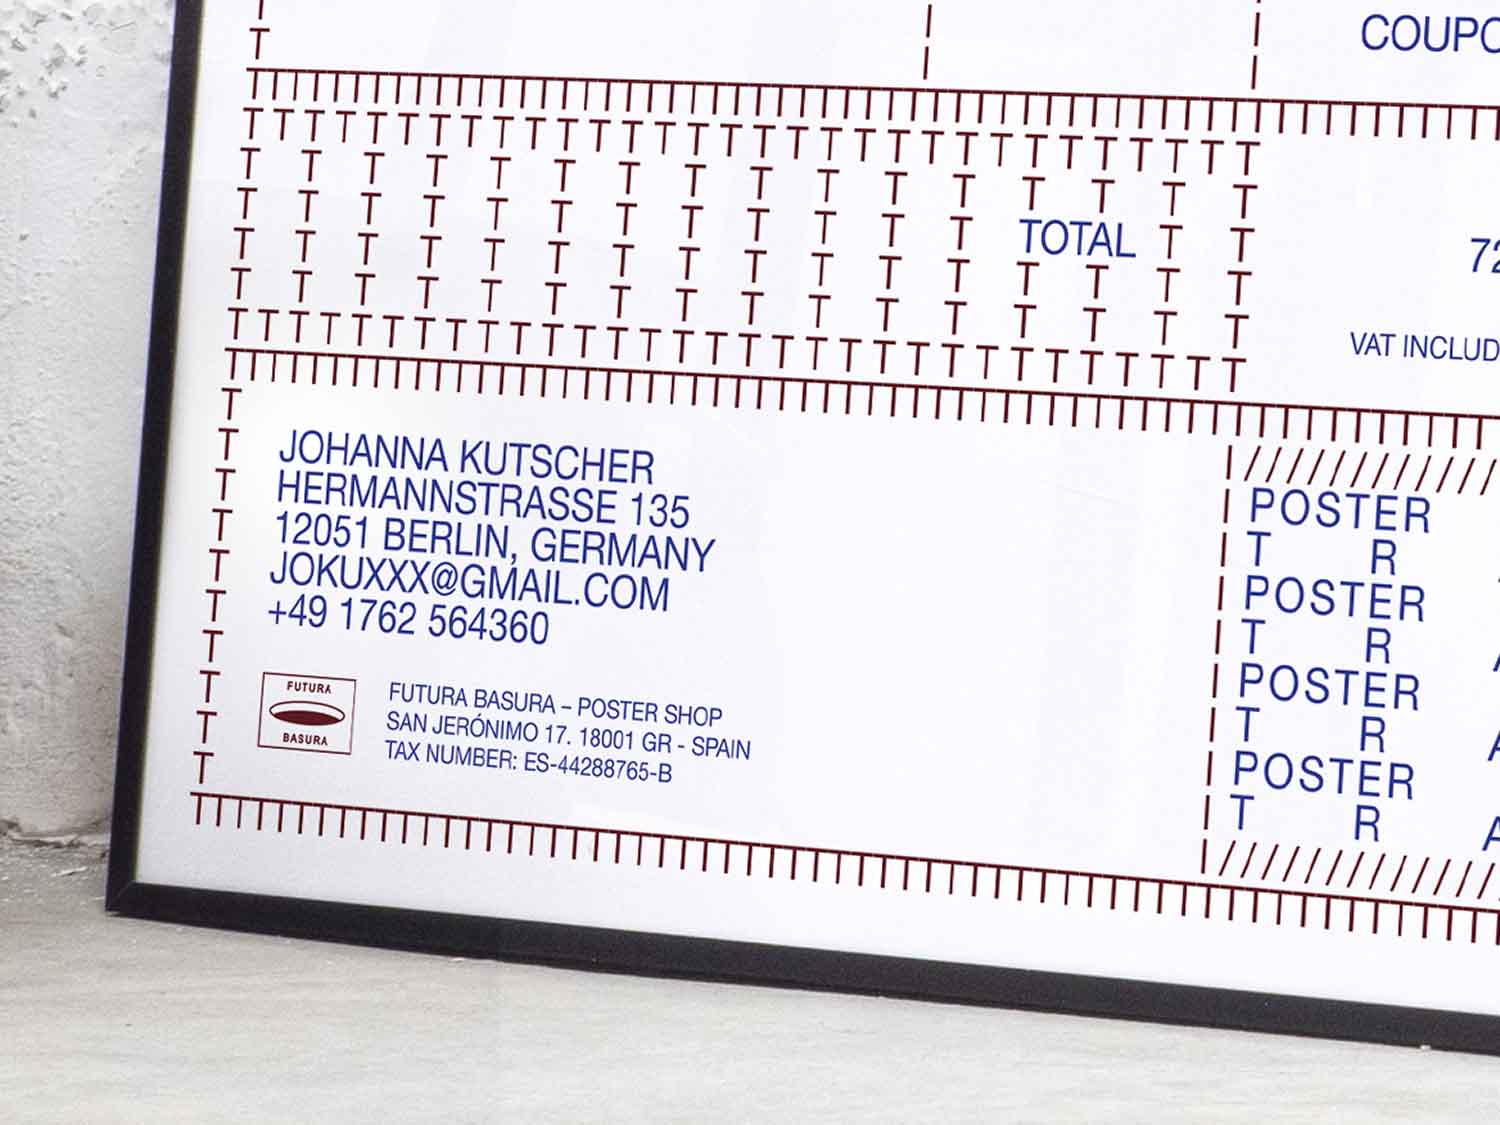 COUPO
TOTAL
72
VAT INCLUD
JOHANNA KUTSCHER
HERMANNSTRASSE 135
12051 BERLIN, GERMANY
JOKUXXX@GMAIL.COM
+49 1762 564360
FUTURA
BASURA
FUTURA BASURA – POSTER SHOP
SAN JERÓNIMO 17. 18001 GR - SPAIN
TAX NUMBER: ES-44288765-B
POSTER
T R
POSTER
T R A
POSTER
T R A
POSTER
T R A